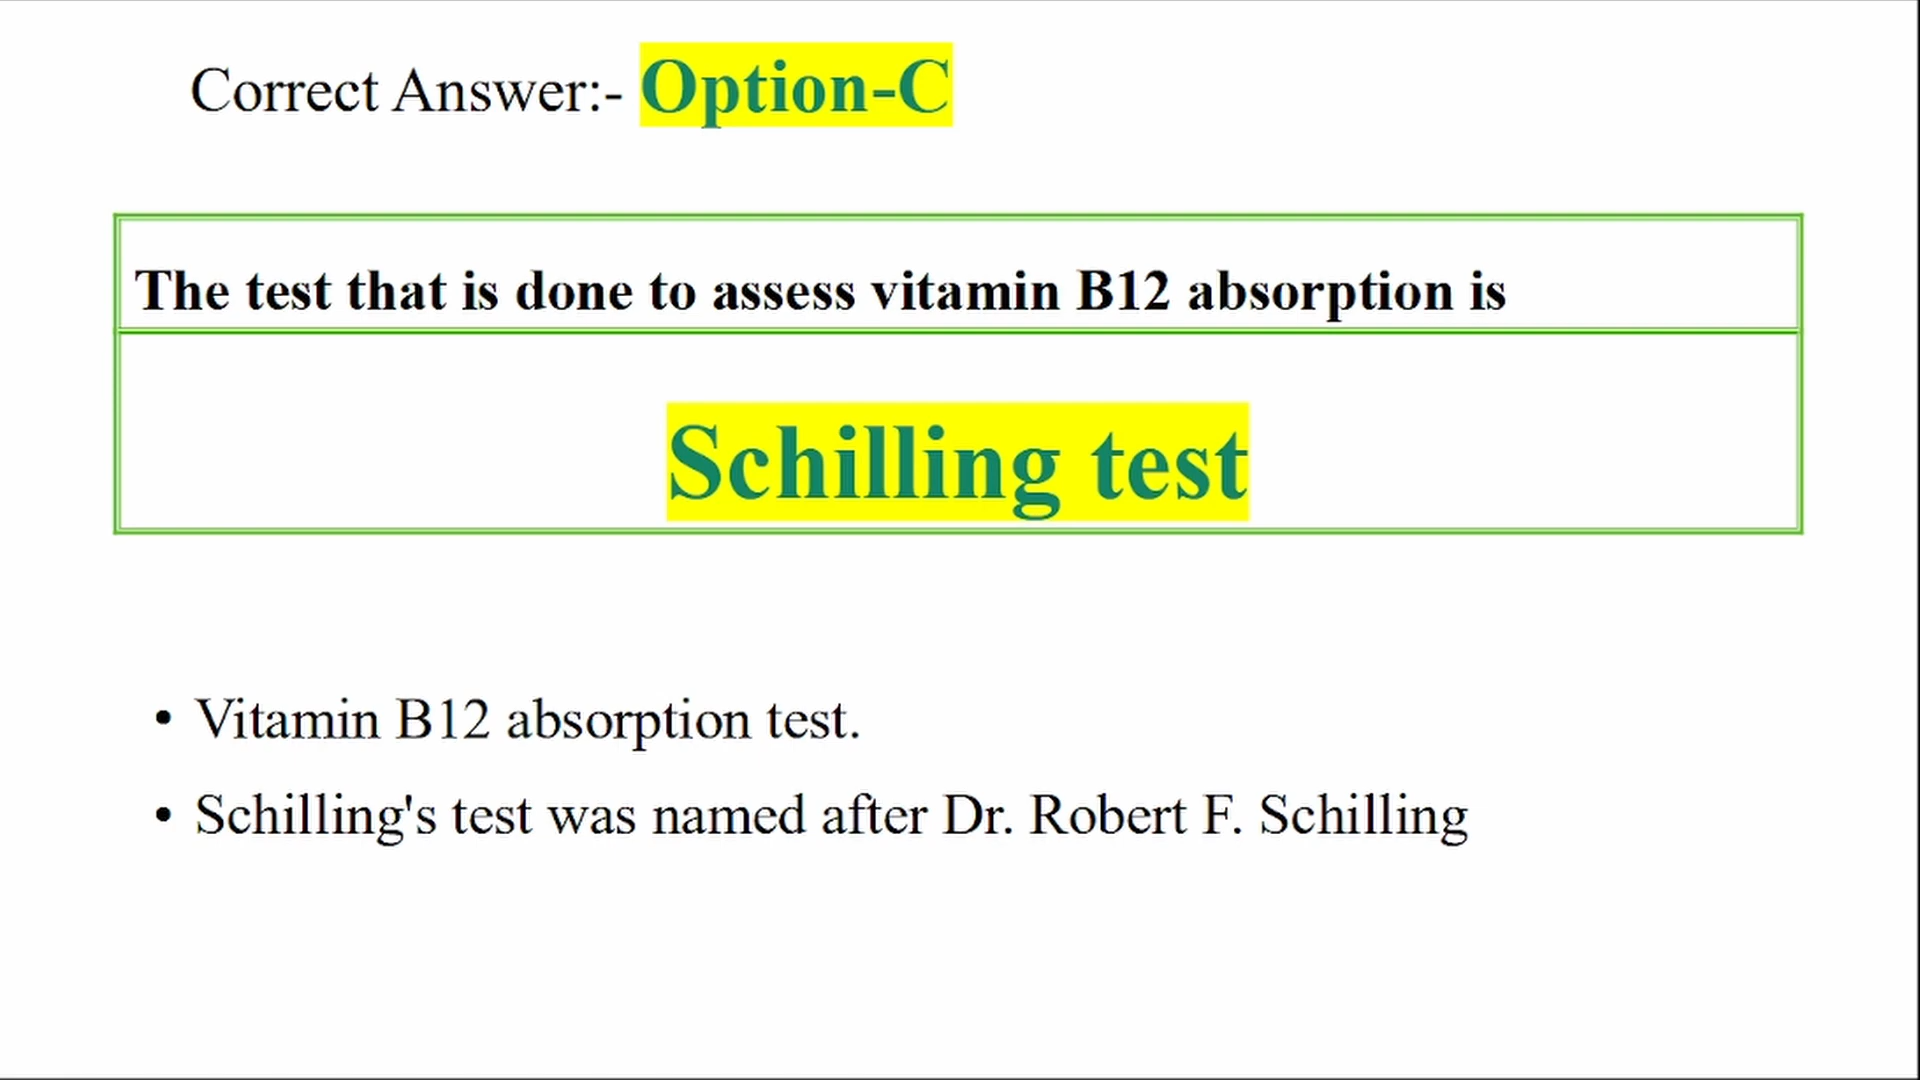 Correct Answer:- Option-C
The test that is done to assess vitamin B12 absorption is
Schilling test
• Vitamin B12 absorption test.
• Schilling's test was named after Dr. Robert F. Schilling